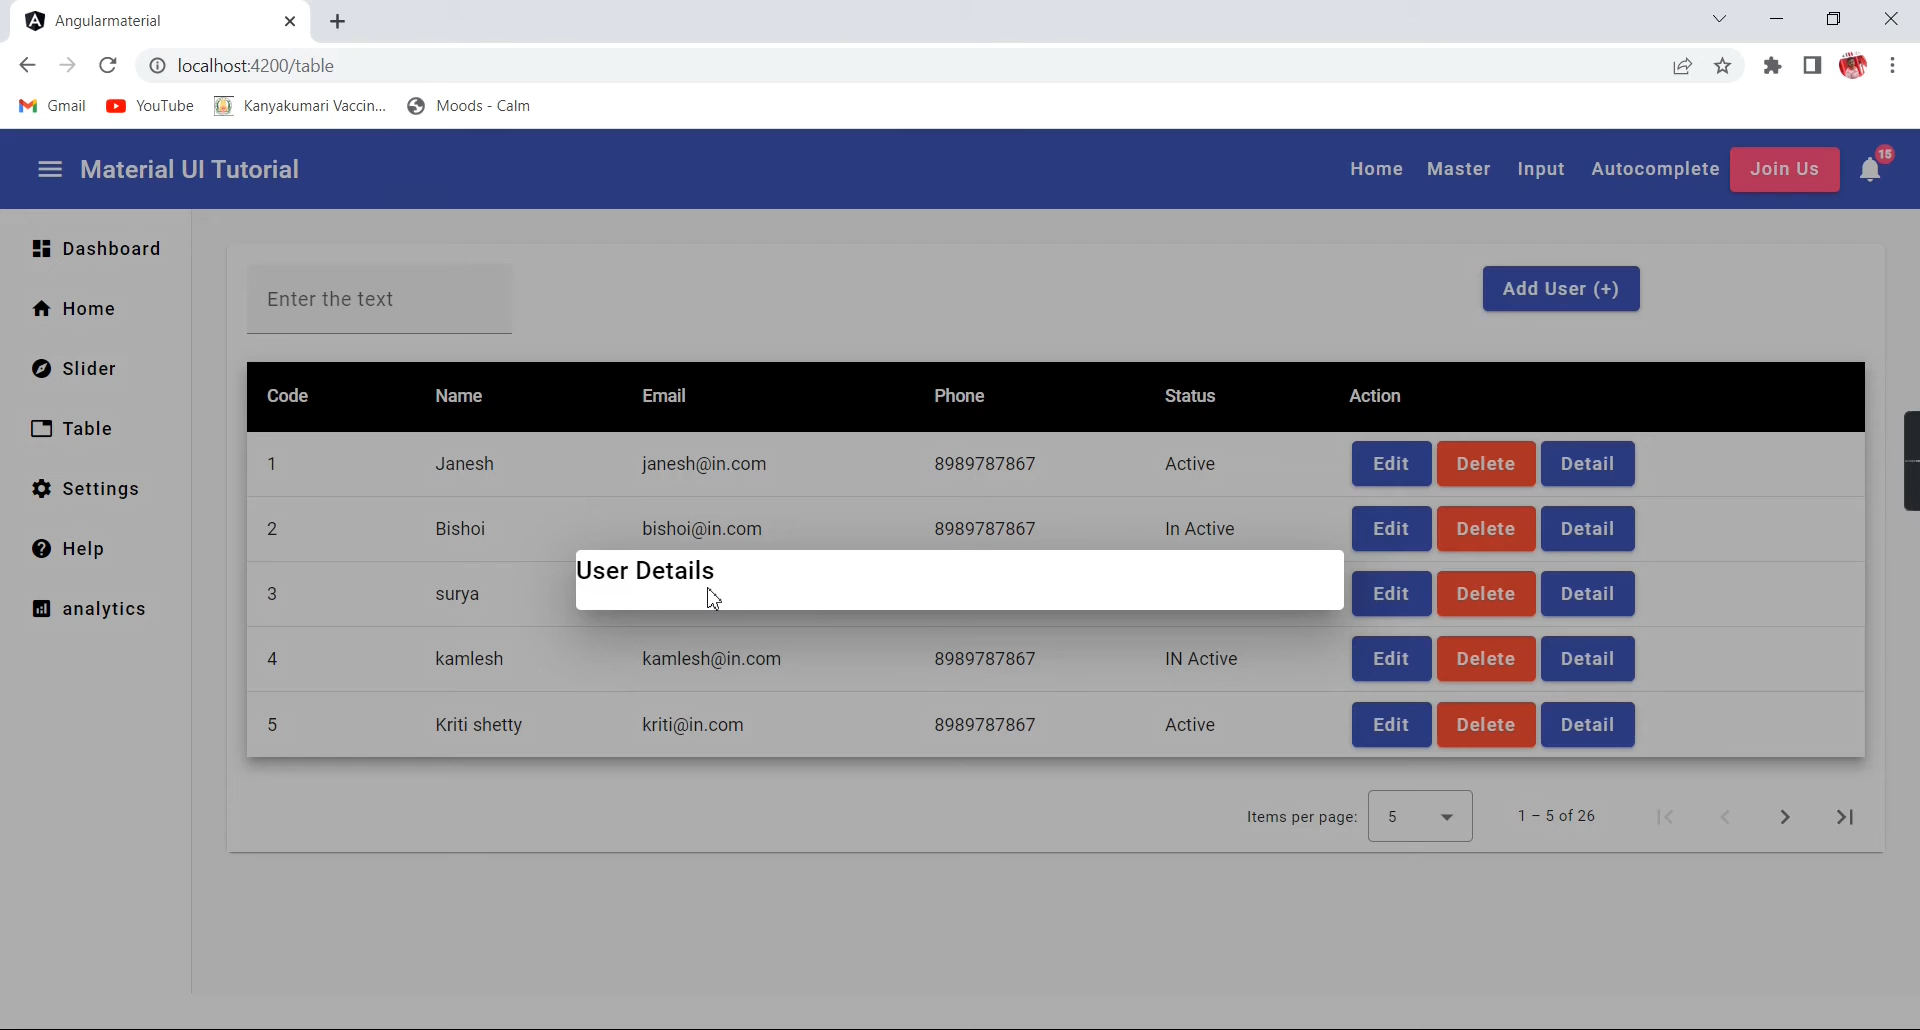 Angularmaterial
localhost:4200/table
Gmail YouTube Kanyakumari Vaccin... Moods - Calm
Material UI Tutorial Home Master Input Autocomplete Join Us 15
Dashboard
Home
Slider
Table
Settings
Help
analytics
Enter the text Add User (+)
Code Name Email Phone Status Action
1 Janesh janesh@in.com 8989787867 Active Edit Delete Detail
2 Bishoi bishoi@in.com 8989787867 In Active Edit Delete Detail
User Details
3 surya Edit Delete Detail
4 kamlesh kamlesh@in.com 8989787867 IN Active Edit Delete Detail
5 Kriti shetty kriti@in.com 8989787867 Active Edit Delete Detail
Items per page: 5 1 – 5 of 26